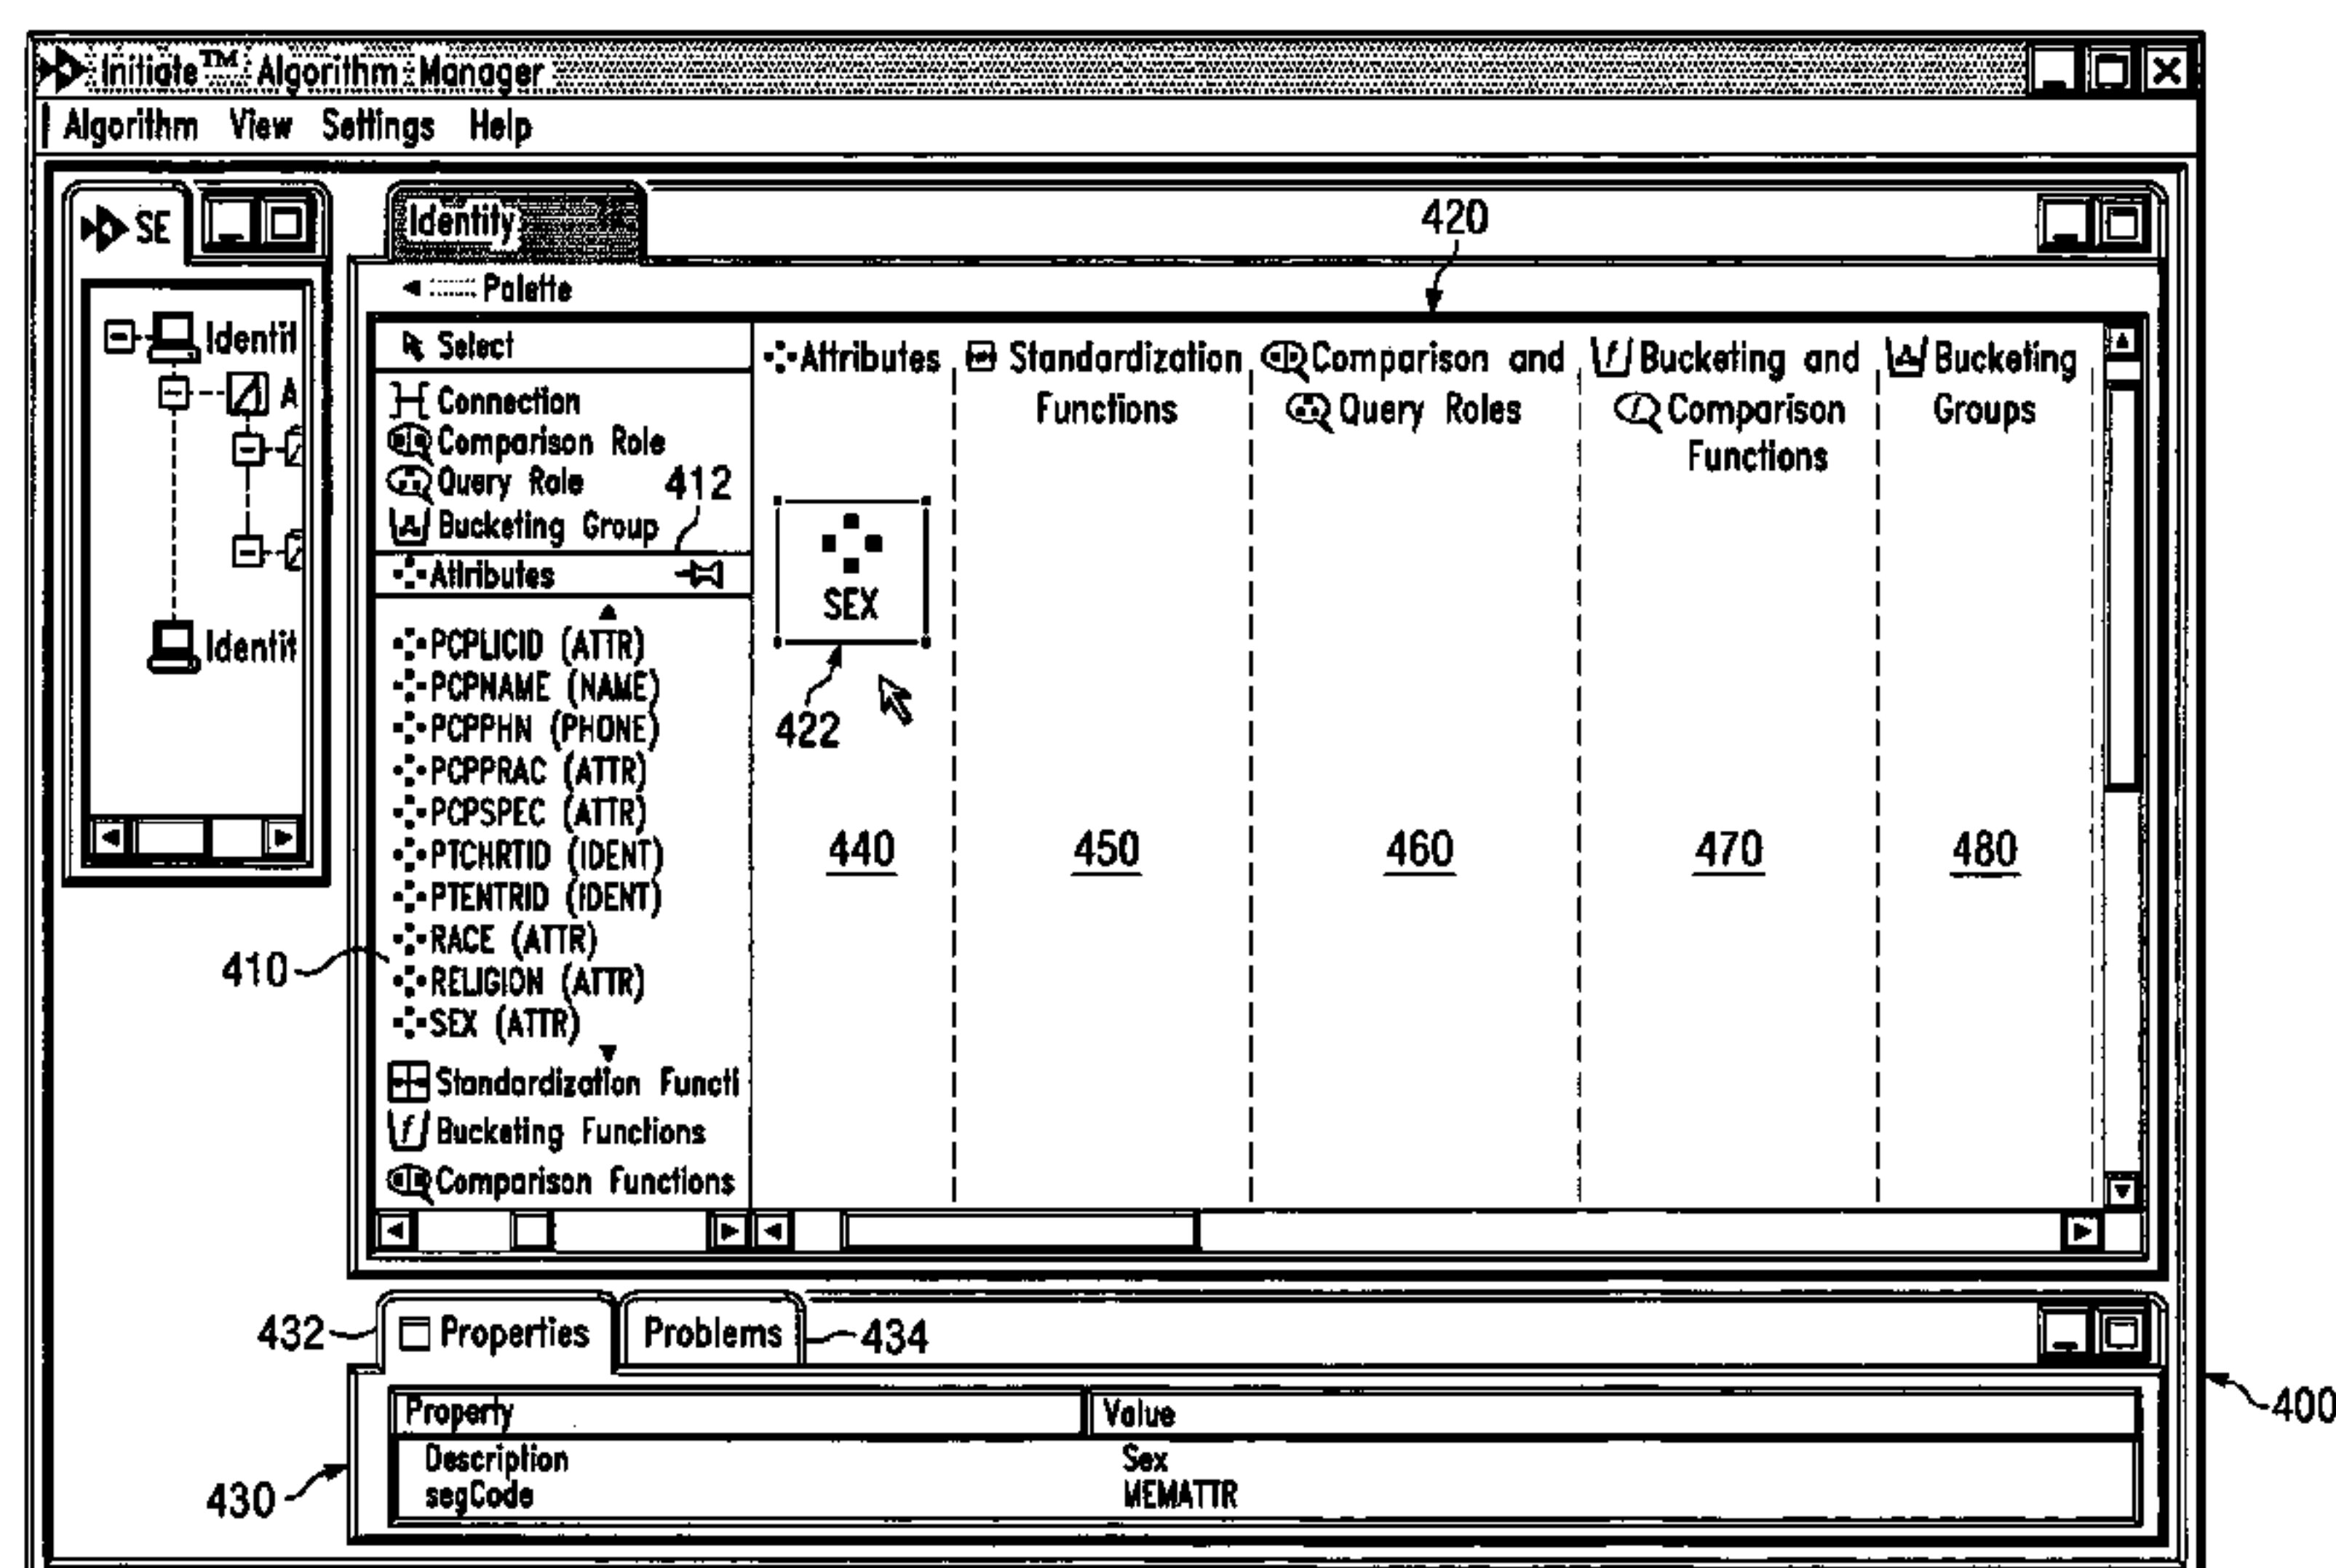 Initiate™ Algorithm Manager
Algorithm View Settings Help
SE
Identit
A
Identit
Identity
420
Palette
Select
Connection
Comparison Role
Query Role
412
Bucketing Group
Attributes
PCPLICID (ATTR)
PCPNAME (NAME)
PCPPHN (PHONE)
PCPPRAC (ATTR)
PCPSPEC (ATTR)
PTCHRTID (IDENT)
PTENTRID (IDENT)
RACE (ATTR)
410
RELIGION (ATTR)
SEX (ATTR)
Standardization Functi
Bucketing Functions
Comparison Functions
Attributes
Standardization
Functions
Comparison and
Query Roles
Bucketing and
Comparison
Functions
Bucketing
Groups
SEX
422
440
450
460
470
480
432
Properties
Problems
434
Property Value
Description Sex
segCode MEMATTR
430
400